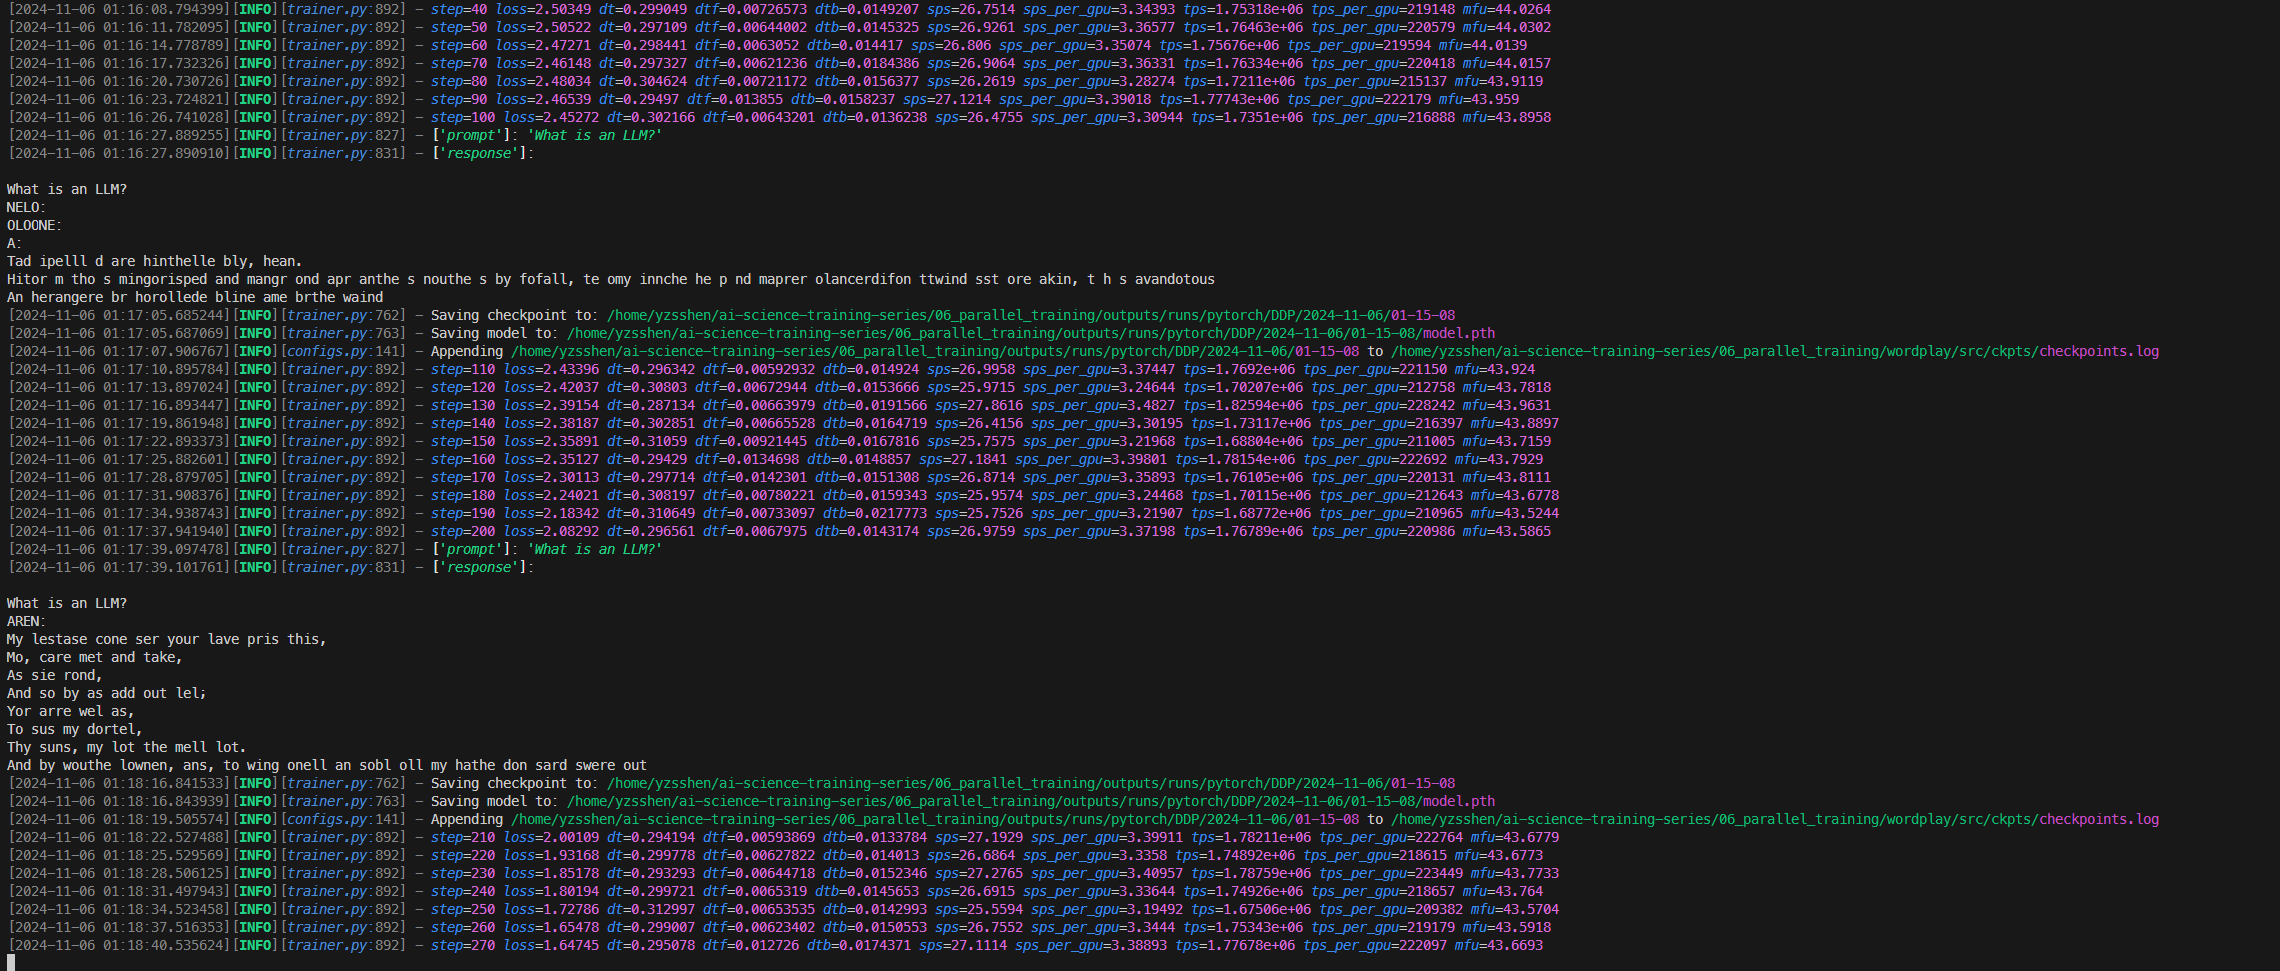 [2024-11-06 01:16:08.794399][INFO][trainer.py:892] - step=40 loss=2.50349 dt=0.299049 dtf=0.00726573 dtb=0.0149207 sps=26.7514 sps_per_gpu=3.34393 tps=1.75318e+06 tps_per_gpu=219148 mfu=44.0264
[2024-11-06 01:16:11.782095][INFO][trainer.py:892] - step=50 loss=2.50522 dt=0.297109 dtf=0.00644002 dtb=0.0145325 sps=26.9261 sps_per_gpu=3.36577 tps=1.76463e+06 tps_per_gpu=220579 mfu=44.0302
[2024-11-06 01:16:14.778789][INFO][trainer.py:892] - step=60 loss=2.47271 dt=0.298441 dtf=0.0063052 dtb=0.014417 sps=26.806 sps_per_gpu=3.35074 tps=1.75676e+06 tps_per_gpu=219594 mfu=44.0139
[2024-11-06 01:16:17.732326][INFO][trainer.py:892] - step=70 loss=2.46148 dt=0.297327 dtf=0.00621236 dtb=0.0184386 sps=26.9064 sps_per_gpu=3.36331 tps=1.76334e+06 tps_per_gpu=220418 mfu=44.0157
[2024-11-06 01:16:20.730726][INFO][trainer.py:892] - step=80 loss=2.48034 dt=0.304624 dtf=0.00721172 dtb=0.0156377 sps=26.2619 sps_per_gpu=3.28274 tps=1.7211e+06 tps_per_gpu=215137 mfu=43.9119
[2024-11-06 01:16:23.724821][INFO][trainer.py:892] - step=90 loss=2.46539 dt=0.29497 dtf=0.013855 dtb=0.0158237 sps=27.1214 sps_per_gpu=3.39018 tps=1.77743e+06 tps_per_gpu=222179 mfu=43.959
[2024-11-06 01:16:26.741028][INFO][trainer.py:892] - step=100 loss=2.45272 dt=0.302166 dtf=0.00643201 dtb=0.0136238 sps=26.4755 sps_per_gpu=3.30944 tps=1.7351e+06 tps_per_gpu=216888 mfu=43.8958
[2024-11-06 01:16:27.889255][INFO][trainer.py:827] - ['prompt']: 'What is an LLM?'
[2024-11-06 01:16:27.890910][INFO][trainer.py:831] - ['response']:
What is an LLM?
NELO:
OLOONE:
A:
Tad ipelll d are hinthelle bly, hean.
Hitor m tho s mingorisped and mangr ond apr anthe s nouthe s by fofall, te omy innche he p nd maprer olancerdifon ttwind sst ore akin, t h s avandotous
An herangere br horollede bline ame brthe waind
[2024-11-06 01:17:05.685244][INFO][trainer.py:762] - Saving checkpoint to: /home/yzsshen/ai-science-training-series/06_parallel_training/outputs/runs/pytorch/DDP/2024-11-06/01-15-08
[2024-11-06 01:17:05.687069][INFO][trainer.py:763] - Saving model to: /home/yzsshen/ai-science-training-series/06_parallel_training/outputs/runs/pytorch/DDP/2024-11-06/01-15-08/model.pth
[2024-11-06 01:17:07.906767][INFO][configs.py:141] - Appending /home/yzsshen/ai-science-training-series/06_parallel_training/outputs/runs/pytorch/DDP/2024-11-06/01-15-08 to /home/yzsshen/ai-science-training-series/06_parallel_training/wordplay/src/ckpts/checkpoints.log
[2024-11-06 01:17:10.895784][INFO][trainer.py:892] - step=110 loss=2.43396 dt=0.296342 dtf=0.00592932 dtb=0.014924 sps=26.9958 sps_per_gpu=3.37447 tps=1.7692e+06 tps_per_gpu=221150 mfu=43.924
[2024-11-06 01:17:13.897024][INFO][trainer.py:892] - step=120 loss=2.42037 dt=0.30803 dtf=0.00672944 dtb=0.0153666 sps=25.9715 sps_per_gpu=3.24644 tps=1.70207e+06 tps_per_gpu=212758 mfu=43.7818
[2024-11-06 01:17:16.893447][INFO][trainer.py:892] - step=130 loss=2.39154 dt=0.287134 dtf=0.00663979 dtb=0.0191566 sps=27.8616 sps_per_gpu=3.4827 tps=1.82594e+06 tps_per_gpu=228242 mfu=43.9631
[2024-11-06 01:17:19.861948][INFO][trainer.py:892] - step=140 loss=2.38187 dt=0.302851 dtf=0.00665528 dtb=0.0164719 sps=26.4156 sps_per_gpu=3.30195 tps=1.73117e+06 tps_per_gpu=216397 mfu=43.8897
[2024-11-06 01:17:22.893373][INFO][trainer.py:892] - step=150 loss=2.35891 dt=0.31059 dtf=0.00921445 dtb=0.0167816 sps=25.7575 sps_per_gpu=3.21968 tps=1.68804e+06 tps_per_gpu=211005 mfu=43.7159
[2024-11-06 01:17:25.882601][INFO][trainer.py:892] - step=160 loss=2.35127 dt=0.29429 dtf=0.0134698 dtb=0.0148857 sps=27.1841 sps_per_gpu=3.39801 tps=1.78154e+06 tps_per_gpu=222692 mfu=43.7929
[2024-11-06 01:17:28.879705][INFO][trainer.py:892] - step=170 loss=2.30113 dt=0.297714 dtf=0.0142301 dtb=0.0151308 sps=26.8714 sps_per_gpu=3.35893 tps=1.76105e+06 tps_per_gpu=220131 mfu=43.8111
[2024-11-06 01:17:31.908376][INFO][trainer.py:892] - step=180 loss=2.24021 dt=0.308197 dtf=0.00780221 dtb=0.0159343 sps=25.9574 sps_per_gpu=3.24468 tps=1.70115e+06 tps_per_gpu=212643 mfu=43.6778
[2024-11-06 01:17:34.938743][INFO][trainer.py:892] - step=190 loss=2.18342 dt=0.310649 dtf=0.00733097 dtb=0.0217773 sps=25.7526 sps_per_gpu=3.21907 tps=1.68772e+06 tps_per_gpu=210965 mfu=43.5244
[2024-11-06 01:17:37.941940][INFO][trainer.py:892] - step=200 loss=2.08292 dt=0.296561 dtf=0.0067975 dtb=0.0143174 sps=26.9759 sps_per_gpu=3.37198 tps=1.76789e+06 tps_per_gpu=220986 mfu=43.5865
[2024-11-06 01:17:39.097478][INFO][trainer.py:827] - ['prompt']: 'What is an LLM?'
[2024-11-06 01:17:39.101761][INFO][trainer.py:831] - ['response']:
What is an LLM?
AREN:
My lestase cone ser your lave pris this,
Mo, care met and take,
As sie rond,
And so by as add out lel;
Yor arre wel as,
To sus my dortel,
Thy suns, my lot the mell lot.
And by wouthe lownen, ans, to wing onell an sobl oll my hathe don sard swere out
[2024-11-06 01:18:16.841533][INFO][trainer.py:762] - Saving checkpoint to: /home/yzsshen/ai-science-training-series/06_parallel_training/outputs/runs/pytorch/DDP/2024-11-06/01-15-08
[2024-11-06 01:18:16.843939][INFO][trainer.py:763] - Saving model to: /home/yzsshen/ai-science-training-series/06_parallel_training/outputs/runs/pytorch/DDP/2024-11-06/01-15-08/model.pth
[2024-11-06 01:18:19.505574][INFO][configs.py:141] - Appending /home/yzsshen/ai-science-training-series/06_parallel_training/outputs/runs/pytorch/DDP/2024-11-06/01-15-08 to /home/yzsshen/ai-science-training-series/06_parallel_training/wordplay/src/ckpts/checkpoints.log
[2024-11-06 01:18:22.527488][INFO][trainer.py:892] - step=210 loss=2.00109 dt=0.294194 dtf=0.00593869 dtb=0.0133784 sps=27.1929 sps_per_gpu=3.39911 tps=1.78211e+06 tps_per_gpu=222764 mfu=43.6779
[2024-11-06 01:18:25.529569][INFO][trainer.py:892] - step=220 loss=1.93168 dt=0.299778 dtf=0.00627822 dtb=0.014013 sps=26.6864 sps_per_gpu=3.3358 tps=1.74892e+06 tps_per_gpu=218615 mfu=43.6773
[2024-11-06 01:18:28.506125][INFO][trainer.py:892] - step=230 loss=1.85178 dt=0.293293 dtf=0.00644718 dtb=0.0152346 sps=27.2765 sps_per_gpu=3.40957 tps=1.78759e+06 tps_per_gpu=223449 mfu=43.7733
[2024-11-06 01:18:31.497943][INFO][trainer.py:892] - step=240 loss=1.80194 dt=0.299721 dtf=0.0065319 dtb=0.0145653 sps=26.6915 sps_per_gpu=3.33644 tps=1.74926e+06 tps_per_gpu=218657 mfu=43.764
[2024-11-06 01:18:34.523458][INFO][trainer.py:892] - step=250 loss=1.72786 dt=0.312997 dtf=0.00653535 dtb=0.0142993 sps=25.5594 sps_per_gpu=3.19492 tps=1.67506e+06 tps_per_gpu=209382 mfu=43.5704
[2024-11-06 01:18:37.516353][INFO][trainer.py:892] - step=260 loss=1.65478 dt=0.299007 dtf=0.00623402 dtb=0.0150553 sps=26.7552 sps_per_gpu=3.3444 tps=1.75343e+06 tps_per_gpu=219179 mfu=43.5918
[2024-11-06 01:18:40.535624][INFO][trainer.py:892] - step=270 loss=1.64745 dt=0.295078 dtf=0.012726 dtb=0.0174371 sps=27.1114 sps_per_gpu=3.38893 tps=1.77678e+06 tps_per_gpu=222097 mfu=43.6693